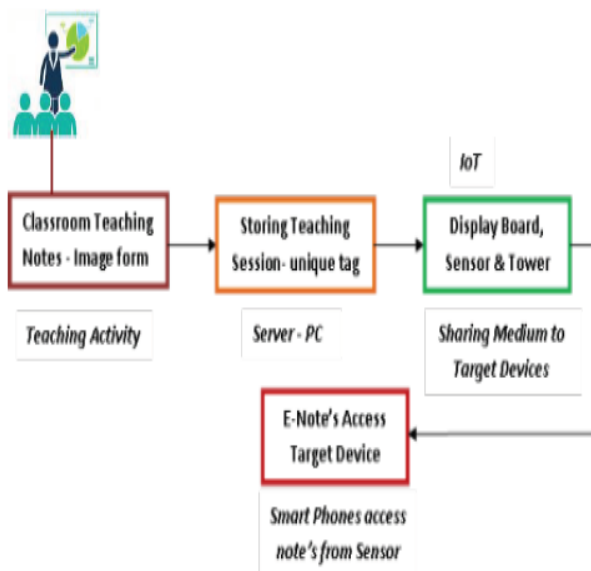 IoT
Classroom Teaching
Notes - Image form
Storing Teaching
Session- unique tag
Display Board,
Sensor & Tower
Teaching Activity
Server - PC
Sharing Medium to
Target Devices
E-Note's Access
Target Device
Smart Phones access
note's from Sensor